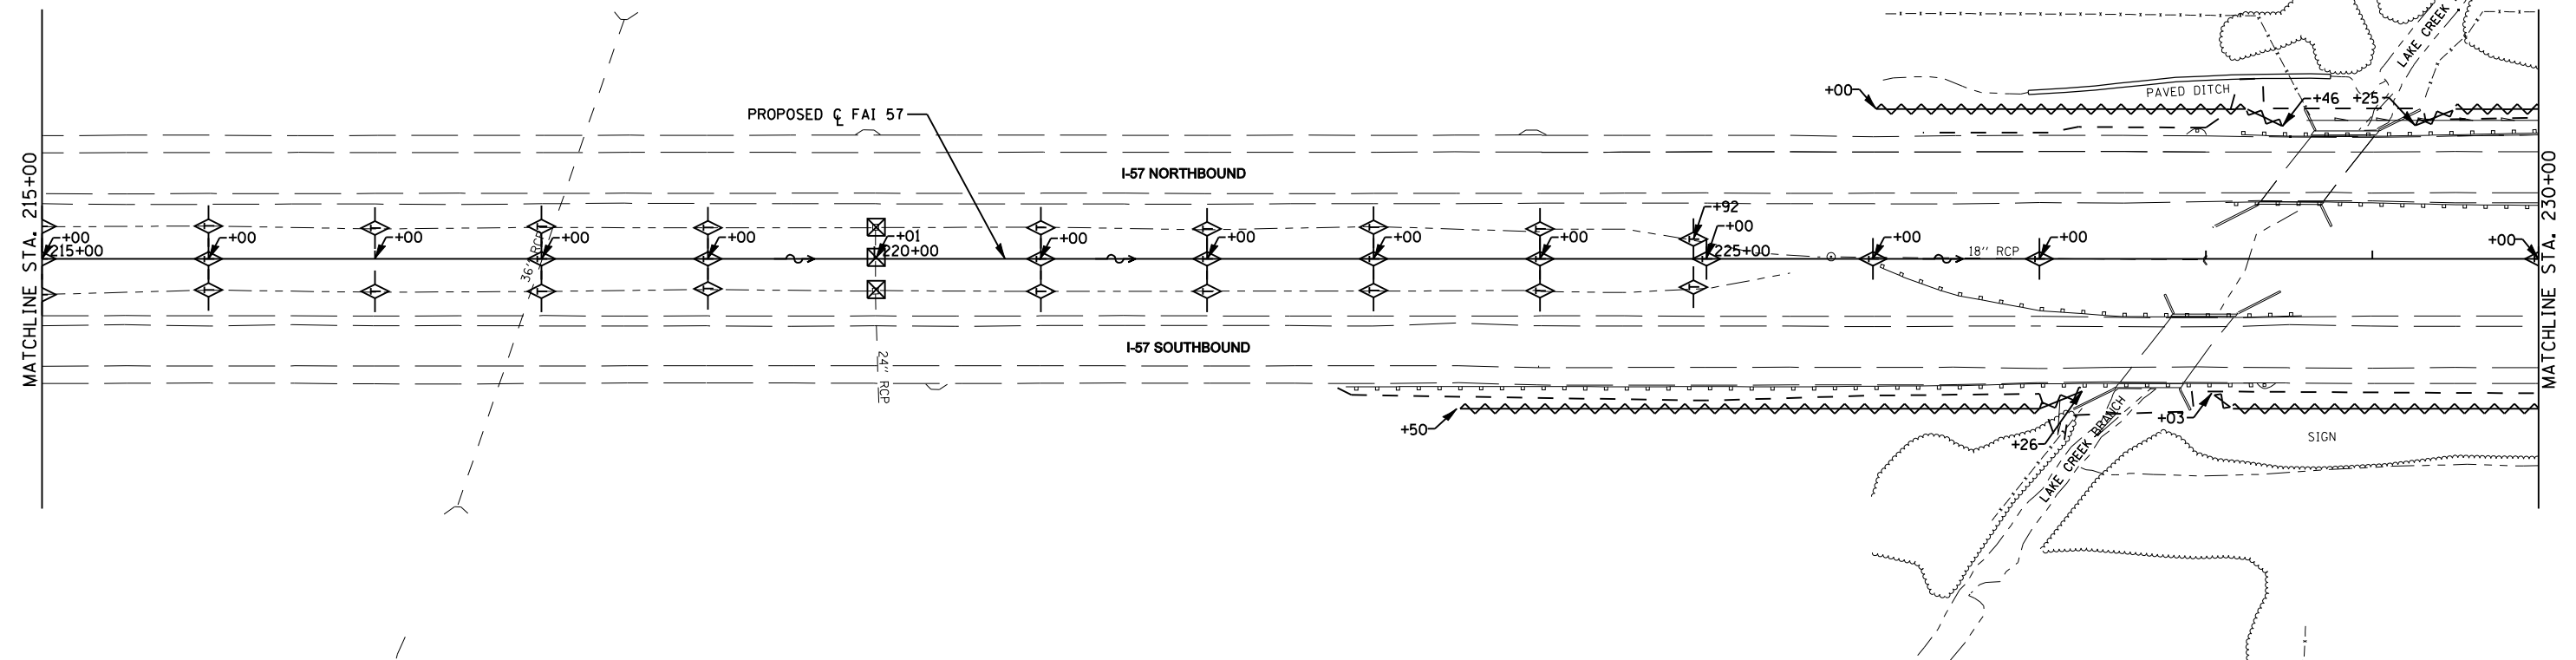 MATCHLINE STA. 215+00
+00
215+00
+00
+00
36" RCP
+00
+00
PROPOSED ℄ FAI 57
+01
220+00
24" RCP
+00
+00
+00
+00
I-57 NORTHBOUND
I-57 SOUTHBOUND
+92
+00
225+00
+00
18" RCP
+00
+00
+00
PAVED DITCH
+46
+25
LAKE CREEK
+50
+26
LAKE CREEK BRANCH
+03
SIGN
MATCHLINE STA. 230+00